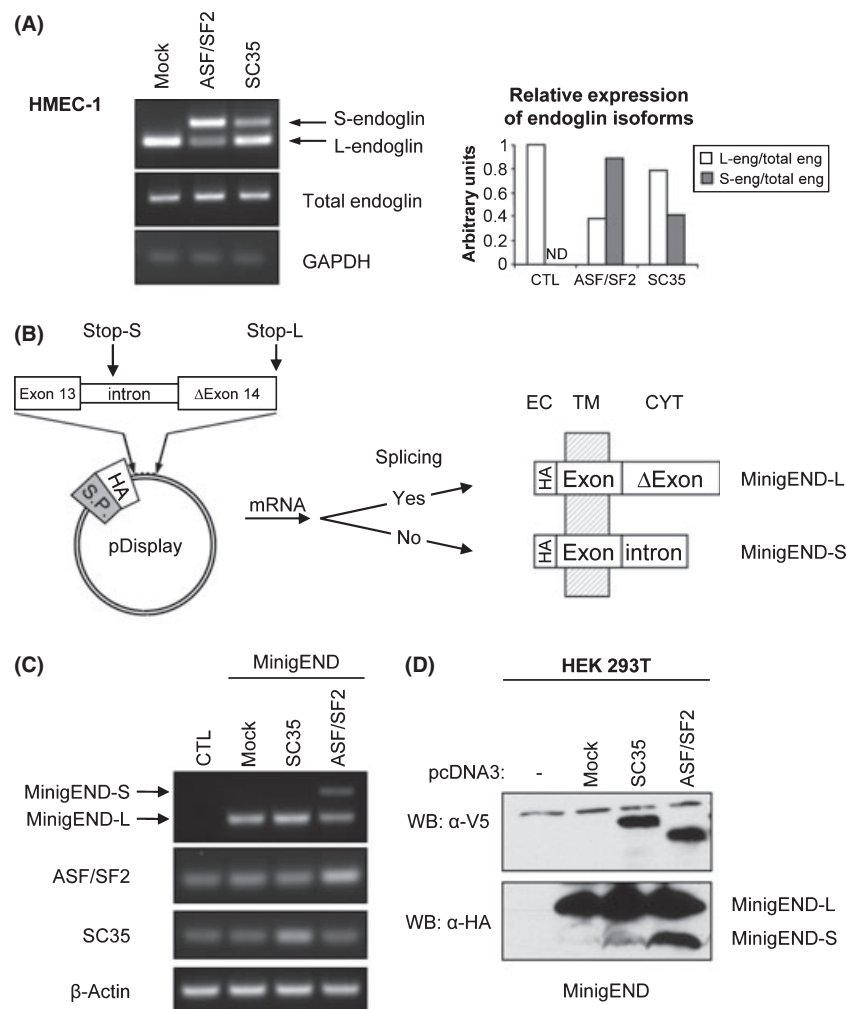 (A)
Mock
ASF/SF2
SC35
HMEC-1
S-endoglin
L-endoglin
Total endoglin
GAPDH
Relative expression
of endoglin isoforms
Arbitrary units
1
0.8
0.6
0.4
0.2
0
ND
CTL
ASF/SF2
SC35
L-eng/total eng
S-eng/total eng
(B)
Stop-S
Stop-L
Exon 13
intron
ΔExon 14
S.P.
HA
pDisplay
mRNA
Splicing
Yes
No
EC
TM
CYT
HA
Exon
ΔExon
MinigEND-L
HA
Exon
intron
MinigEND-S
(C)
MinigEND
CTL
Mock
SC35
ASF/SF2
MinigEND-S
MinigEND-L
ASF/SF2
SC35
β-Actin
(D)
HEK 293T
pcDNA3:
-
Mock
SC35
ASF/SF2
WB: α-V5
WB: α-HA
MinigEND-L
MinigEND-S
MinigEND